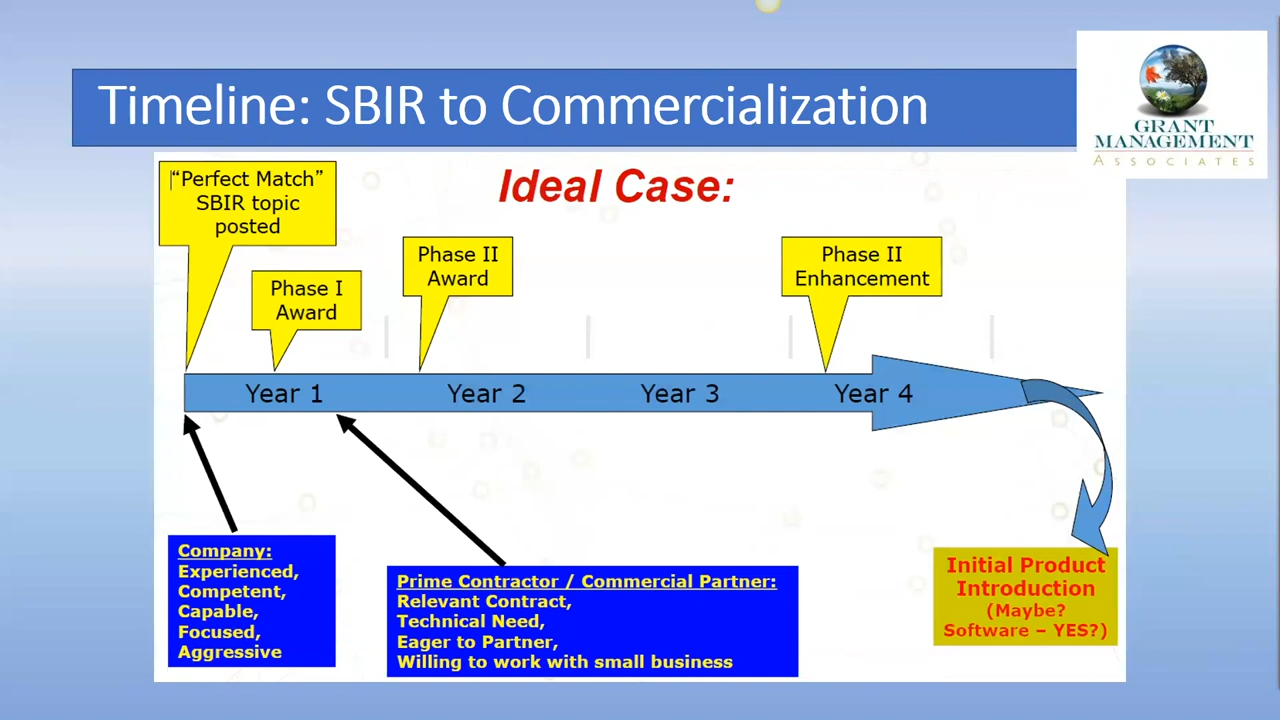 Timeline: SBIR to Commercialization
GRANT
MANAGEMENT
ASSOCIATES
Ideal Case:
“Perfect Match”
SBIR topic
posted
Phase I
Award
Phase II
Award
Phase II
Enhancement
Year 1
Year 2
Year 3
Year 4
Company:
Experienced,
Competent,
Capable,
Focused,
Aggressive
Prime Contractor / Commercial Partner:
Relevant Contract,
Technical Need,
Eager to Partner,
Willing to work with small business
Initial Product
Introduction
(Maybe?
Software – YES?)